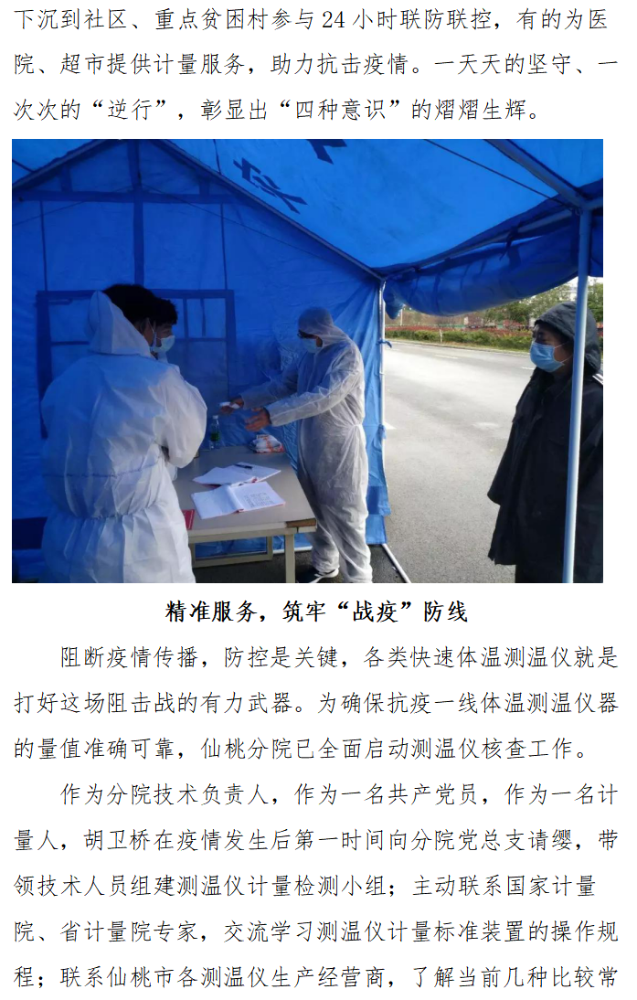 下沉到社区、重点贫困村参与 24 小时联防联控，有的为医
院、超市提供计量服务，助力抗击疫情。一天天的坚守、一
次次的“逆行”，彰显出“四种意识”的熠熠生辉。
精准服务，筑牢“战疫”防线
阻断疫情传播，防控是关键，各类快速体温测温仪就是
打好这场阻击战的有力武器。为确保抗疫一线体温测温仪器
的量值准确可靠，仙桃分院已全面启动测温仪核查工作。
作为分院技术负责人，作为一名共产党员，作为一名计
量人，胡卫桥在疫情发生后第一时间向分院党总支请缨，带
领技术人员组建测温仪计量检测小组；主动联系国家计量
院、省计量院专家，交流学习测温仪计量标准装置的操作规
程；联系仙桃市各测温仪生产经营商，了解当前几种比较常